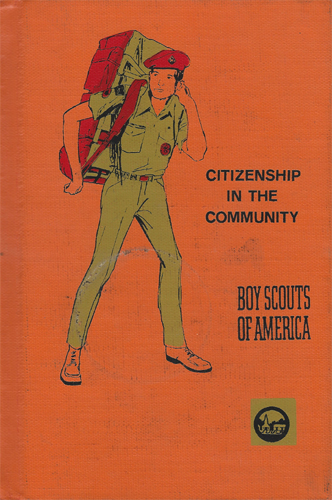 CITIZENSHIP
IN THE
COMMUNITY
BOY SCOUTS
OF AMERICA